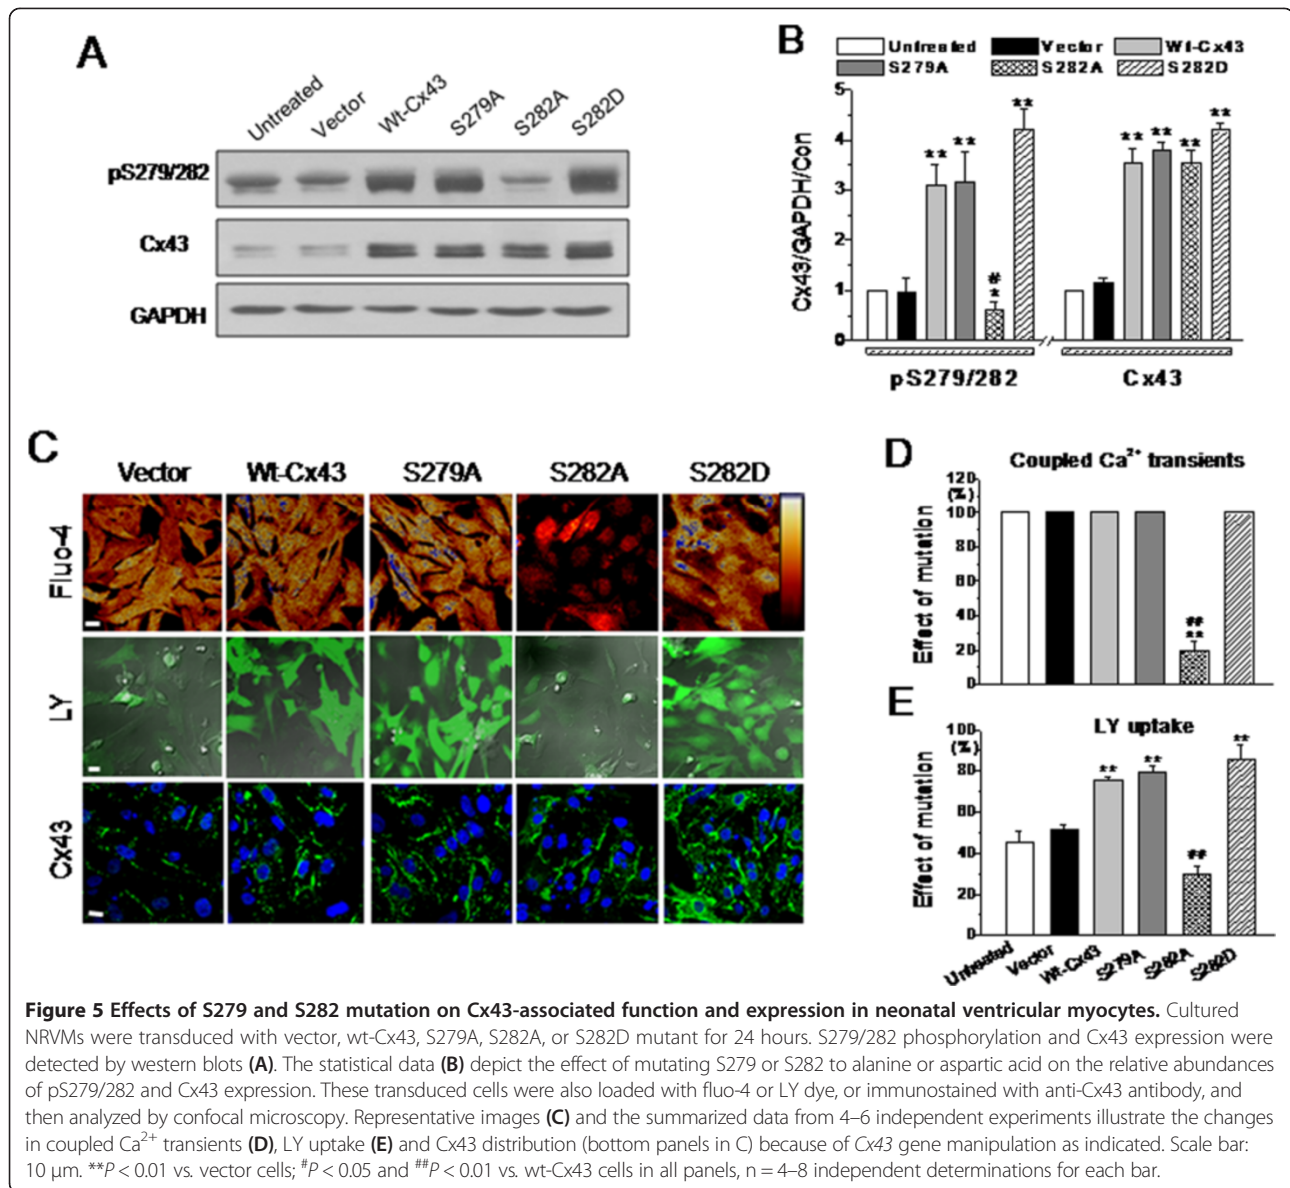 A
Untreated Vector Wt-Cx43 S279A S282A S282D
pS279/282
Cx43
GAPDH
B
Untreated Vector Wt-Cx43
S279A S282A S282D
Cx43/GAPDH/Con
5
4
3
2
1
0
** ** # * ** ** ** ** **
pS279/282 Cx43
C
Vector Wt-Cx43 S279A S282A S282D
Fluo-4
LY
Cx43
D
Coupled Ca²⁺ transients
Effect of mutation
120
(%)
100
80
60
40
20
0
##
**
E
LY uptake
Effect of mutation
100
(%)
80
60
40
20
0
** ** ## **
Untreated Vector Wt-Cx43 S279A S282A S282D
Figure 5 Effects of S279 and S282 mutation on Cx43-associated function and expression in neonatal ventricular myocytes. Cultured
NRVMs were transduced with vector, wt-Cx43, S279A, S282A, or S282D mutant for 24 hours. S279/282 phosphorylation and Cx43 expression were
detected by western blots (A). The statistical data (B) depict the effect of mutating S279 or S282 to alanine or aspartic acid on the relative abundances
of pS279/282 and Cx43 expression. These transduced cells were also loaded with fluo-4 or LY dye, or immunostained with anti-Cx43 antibody, and
then analyzed by confocal microscopy. Representative images (C) and the summarized data from 4–6 independent experiments illustrate the changes
in coupled Ca²⁺ transients (D), LY uptake (E) and Cx43 distribution (bottom panels in C) because of Cx43 gene manipulation as indicated. Scale bar:
10 μm. **P < 0.01 vs. vector cells; #P < 0.05 and ##P < 0.01 vs. wt-Cx43 cells in all panels, n = 4–8 independent determinations for each bar.